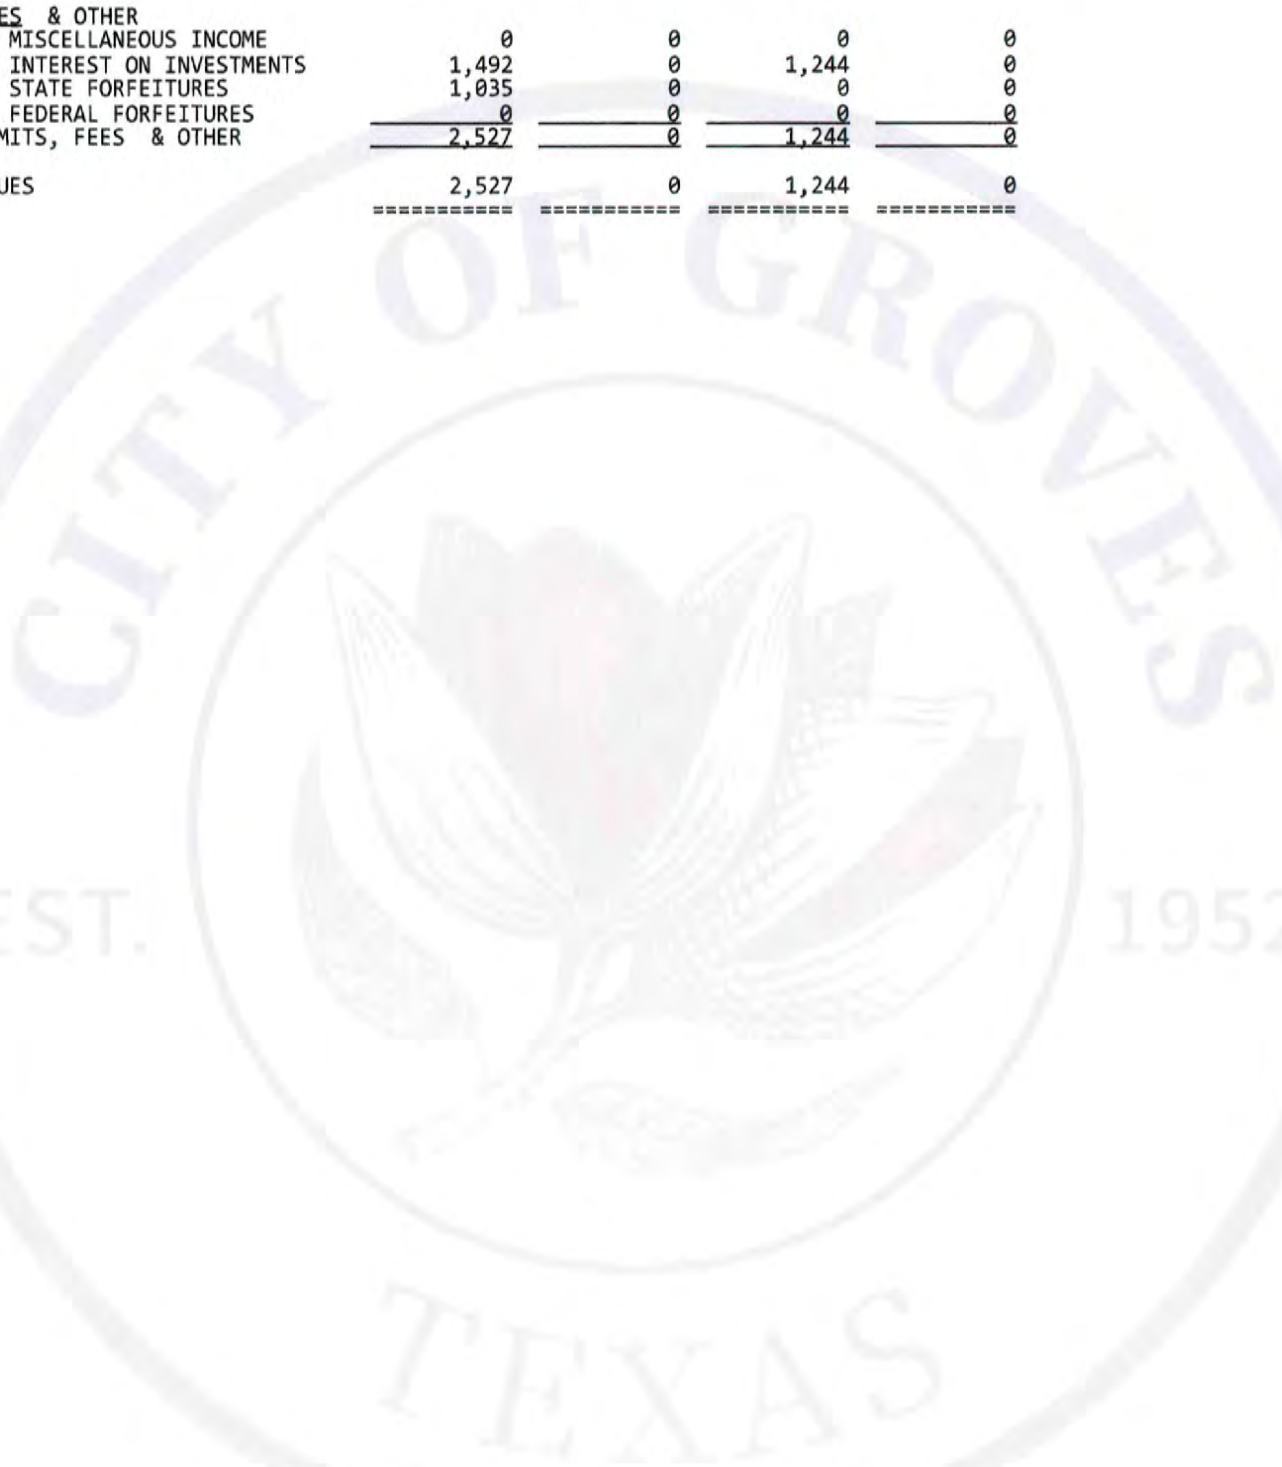 ES & OTHER
MISCELLANEOUS INCOME 0 0 0 0
INTEREST ON INVESTMENTS 1,492 0 1,244 0
STATE FORFEITURES 1,035 0 0 0
FEDERAL FORFEITURES 0 0 0 0
MITS, FEES & OTHER 2,527 0 1,244 0
UES 2,527 0 1,244 0
=========== =========== =========== ===========
CITY OF GROVES
EST. 1952
TEXAS